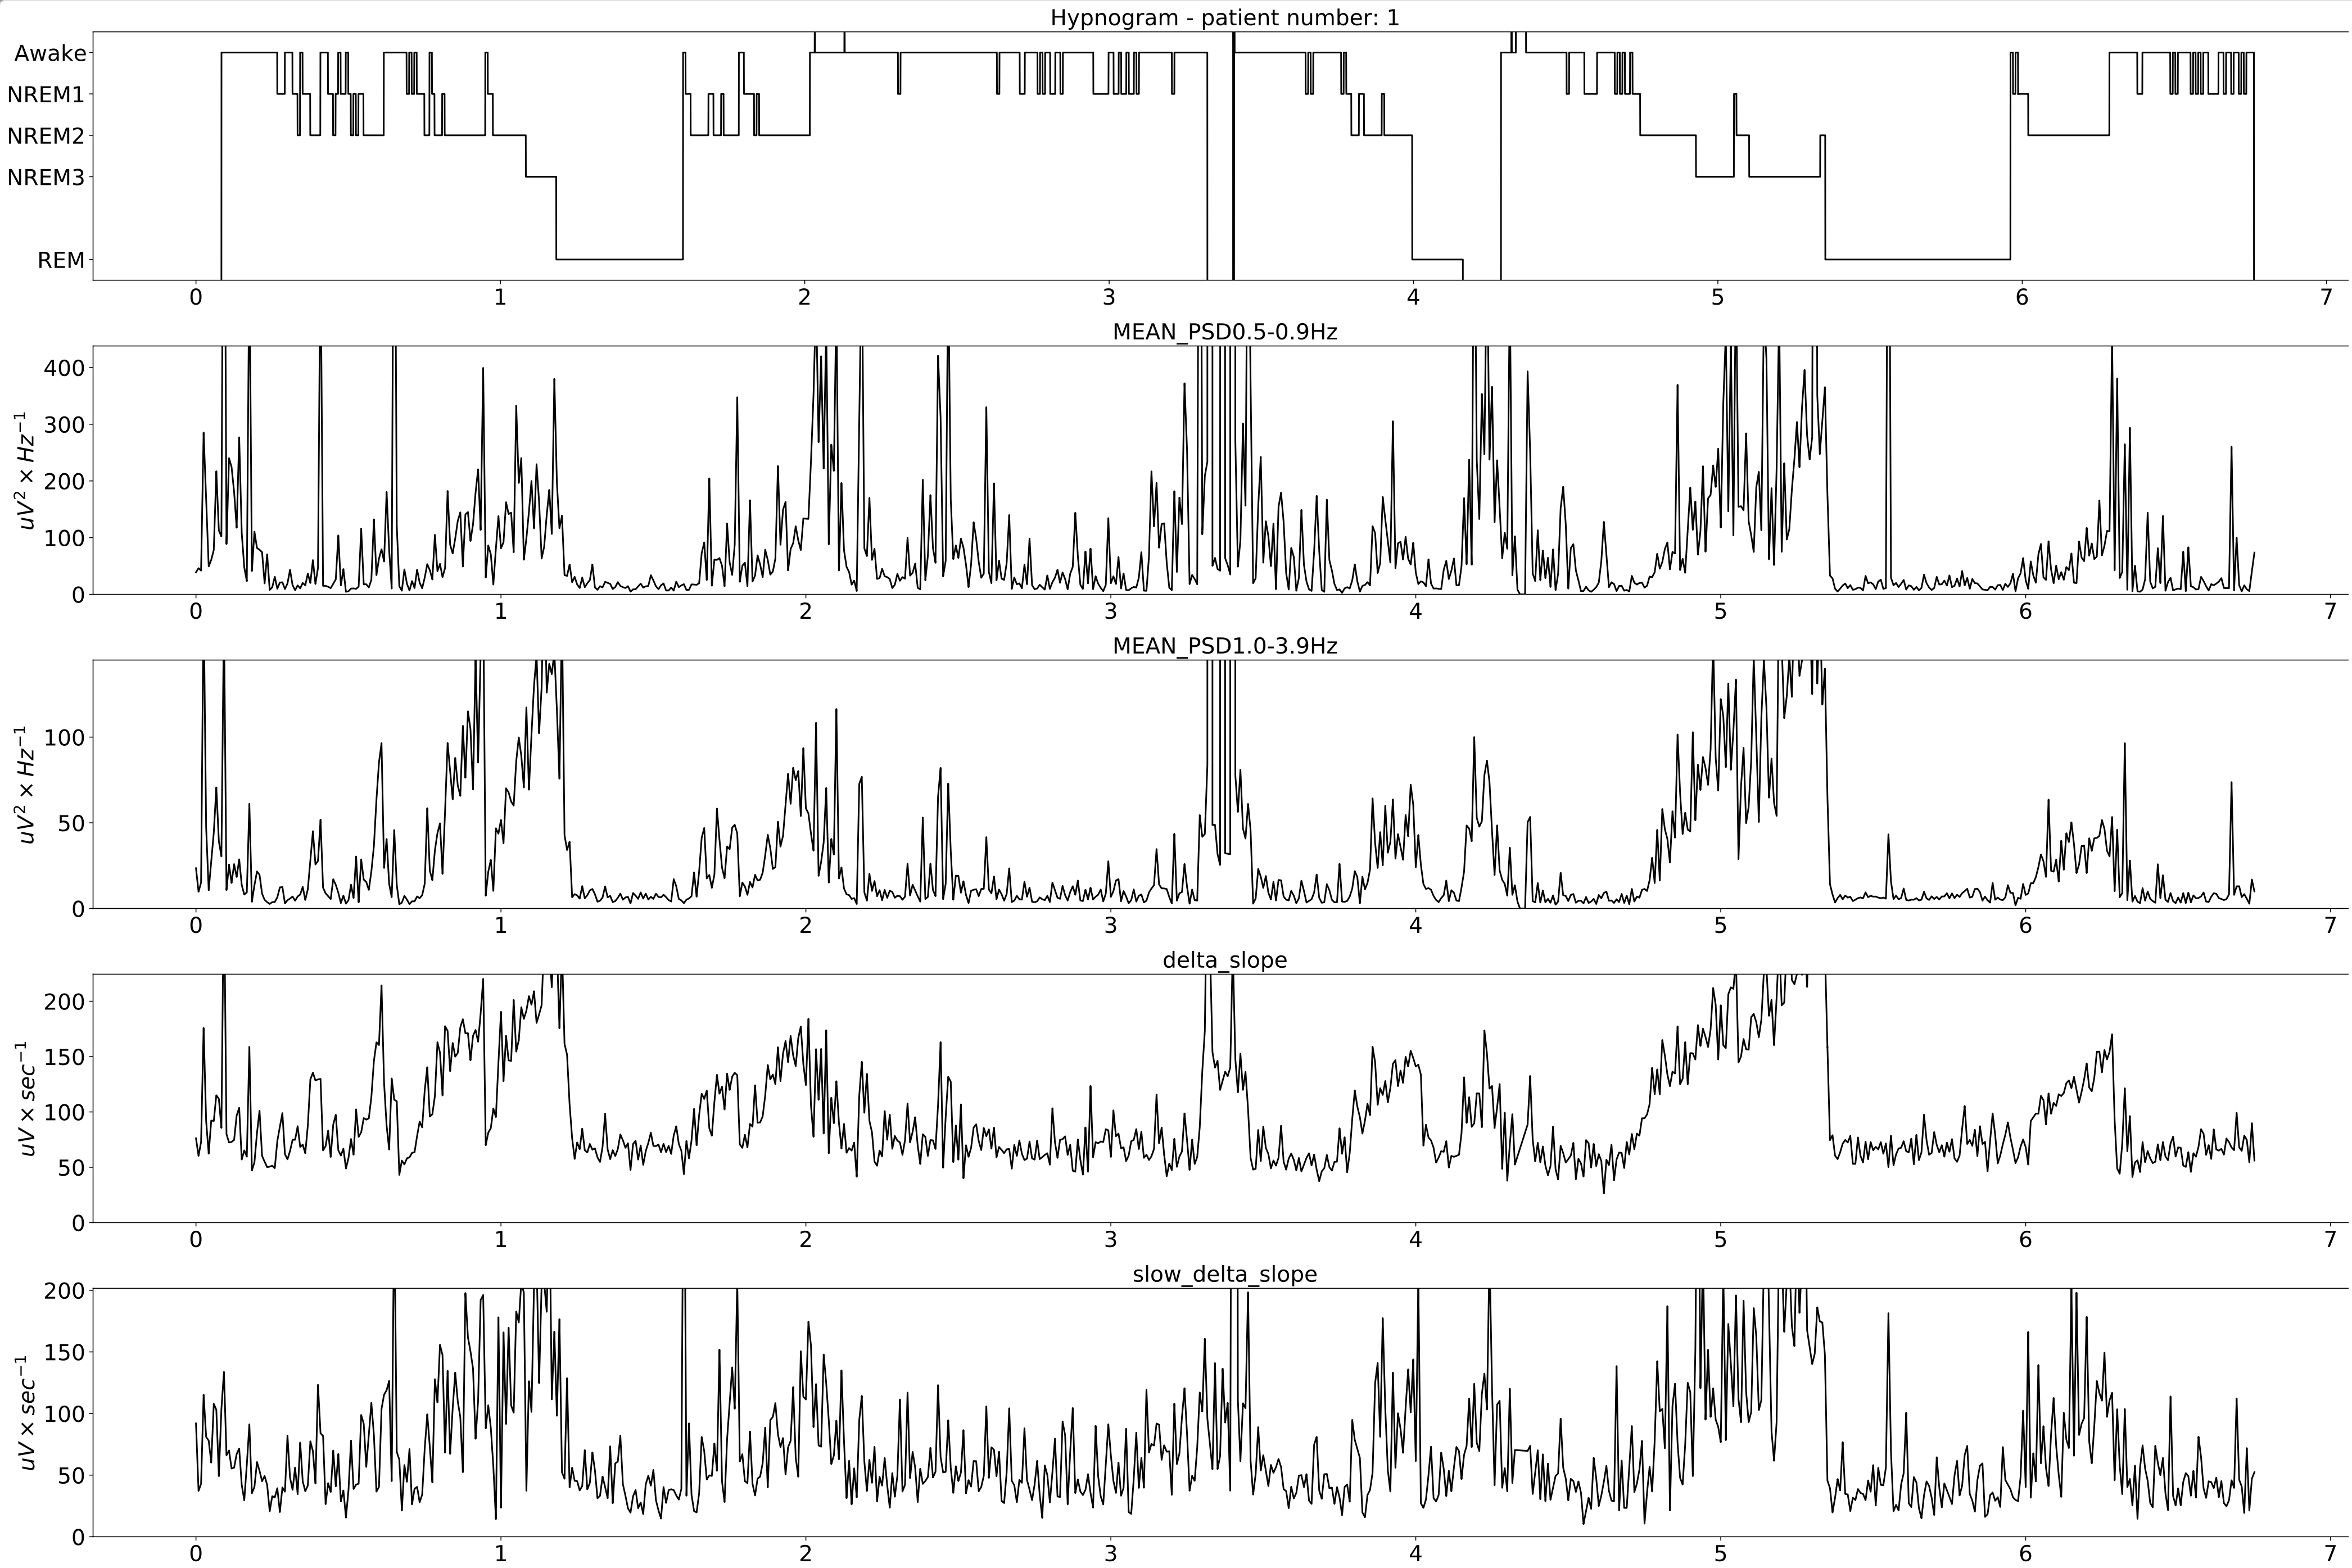 Hypnogram - patient number: 1
Awake
NREM1
NREM2
NREM3
REM
0 1 2 3 4 5 6 7
MEAN_PSD0.5-0.9Hz
400
300
200
100
0
uV² × Hz⁻¹
0 1 2 3 4 5 6 7
MEAN_PSD1.0-3.9Hz
100
50
0
uV² × Hz⁻¹
0 1 2 3 4 5 6 7
delta_slope
200
150
100
50
0
uV × sec⁻¹
0 1 2 3 4 5 6 7
slow_delta_slope
200
150
100
50
0
uV × sec⁻¹
0 1 2 3 4 5 6 7